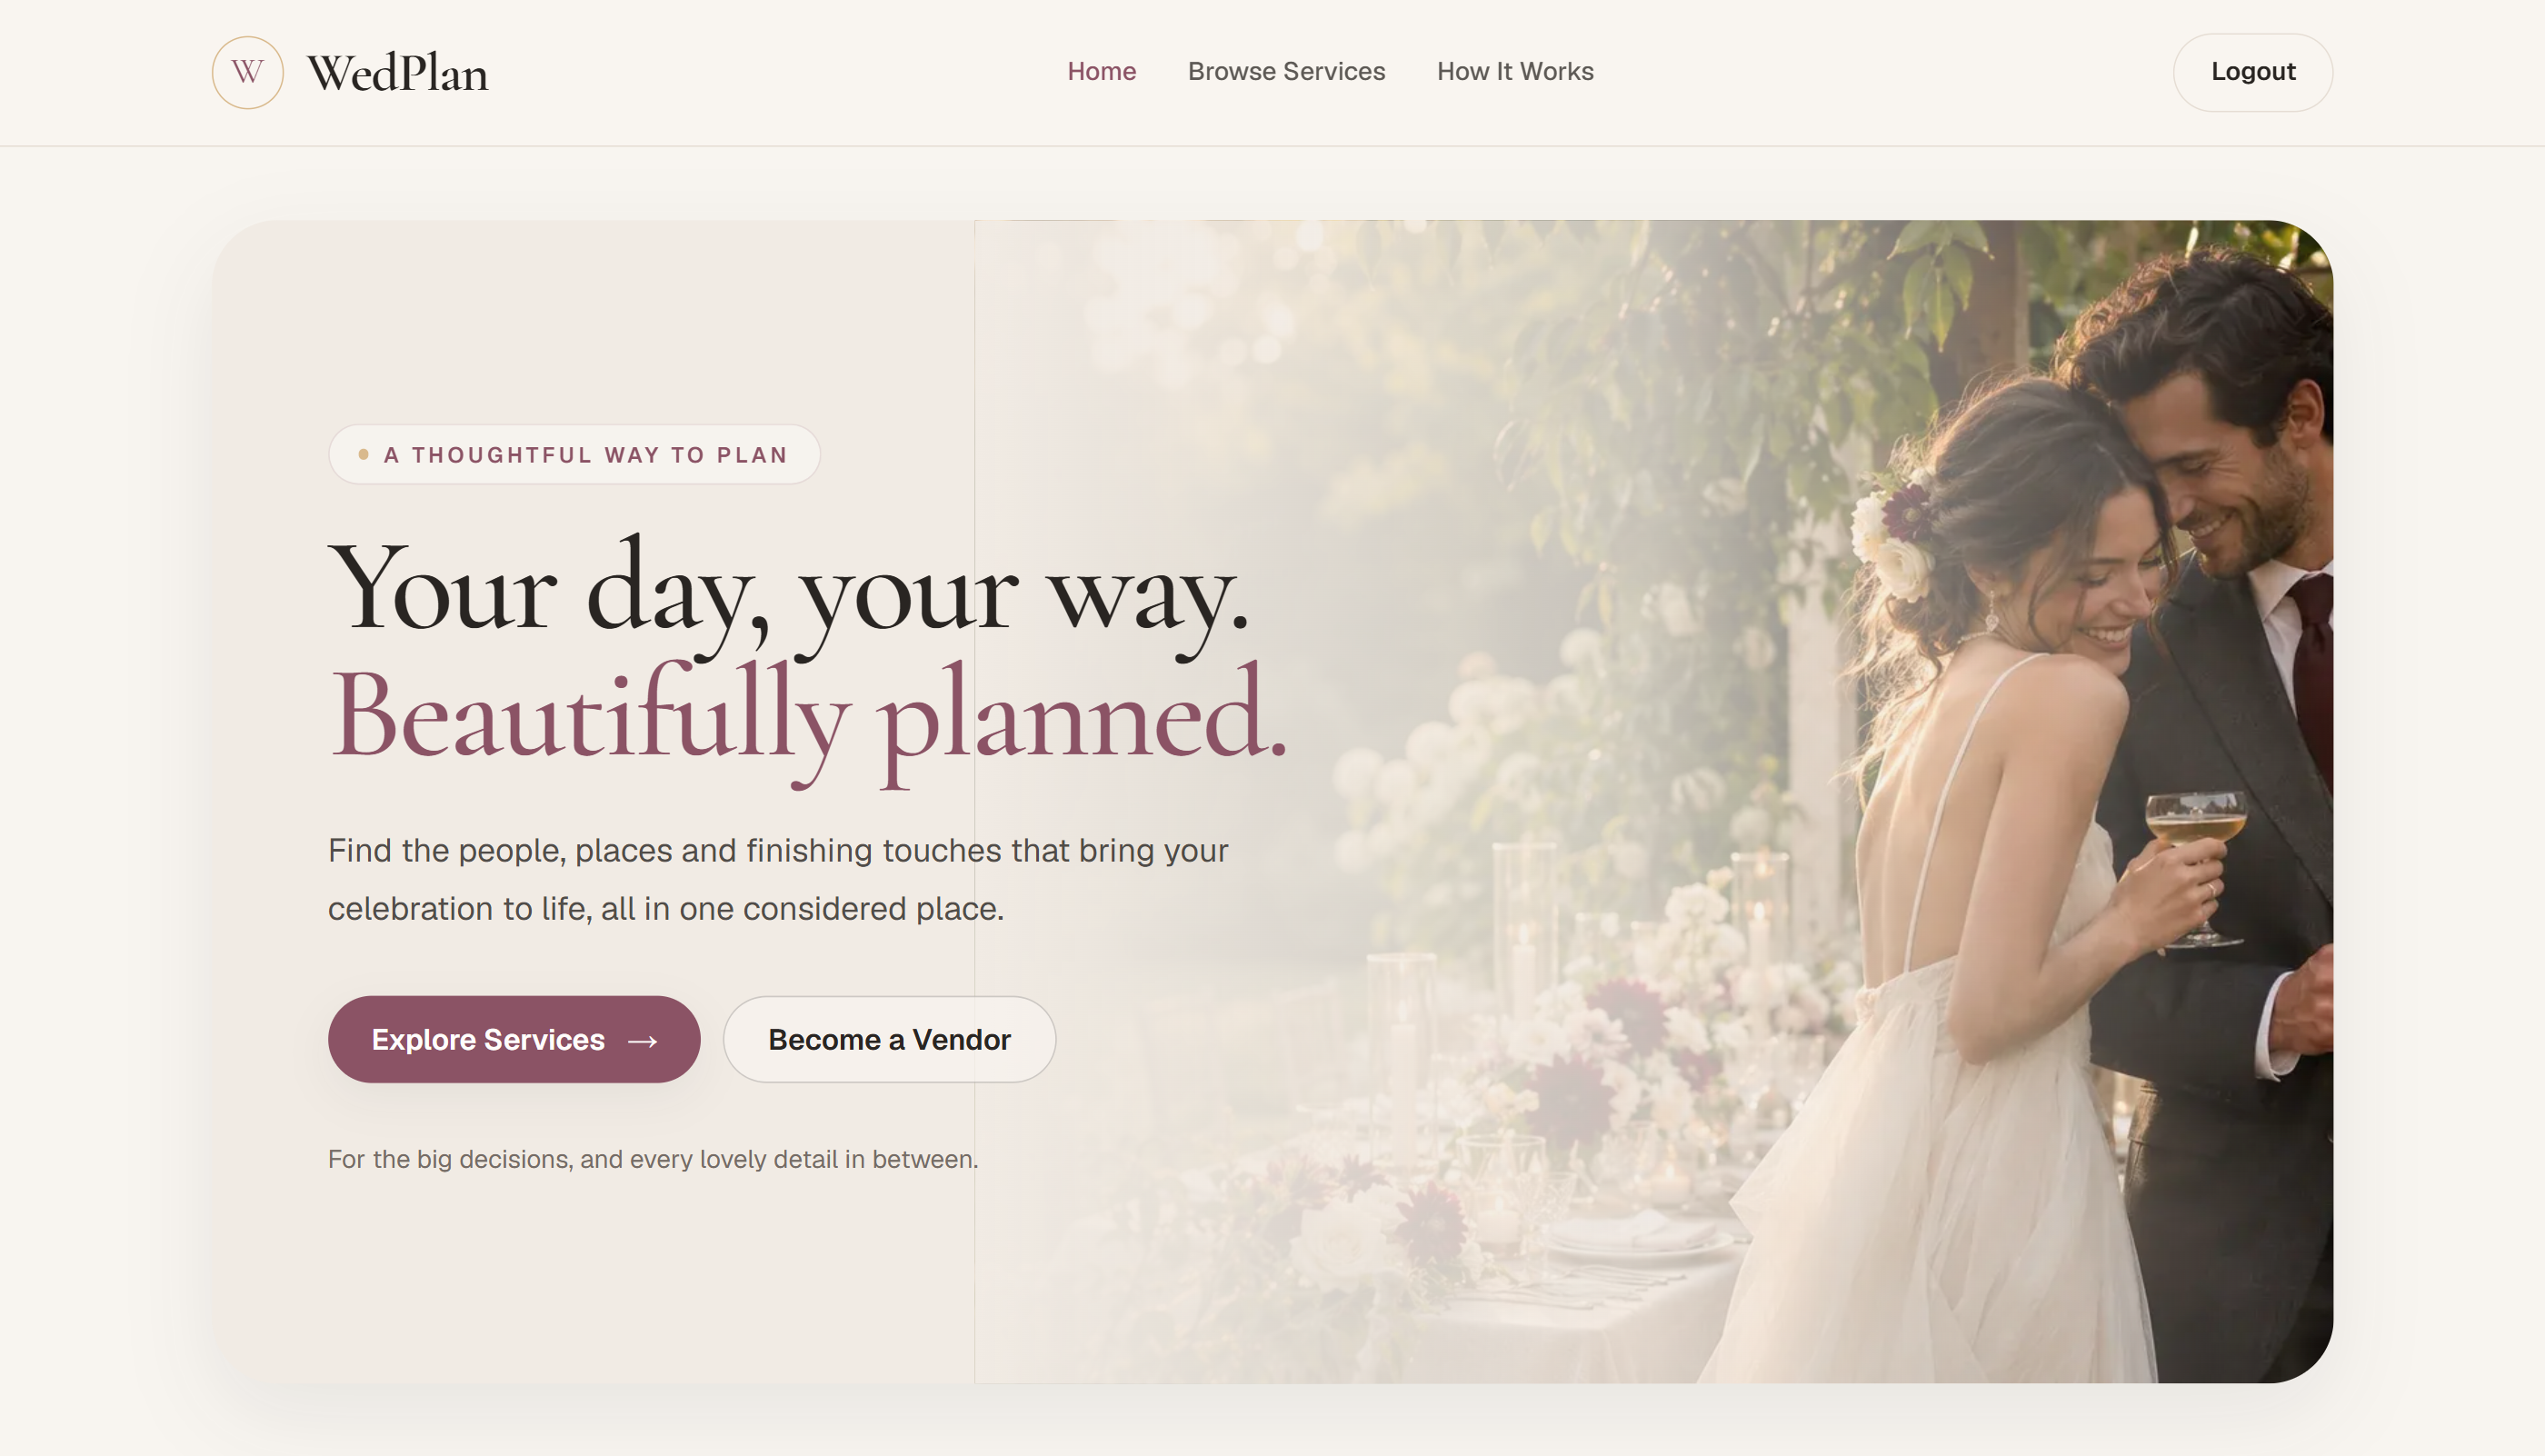 W
WedPlan
Home
Browse Services
How It Works
Logout
A THOUGHTFUL WAY TO PLAN
Your day, your way.
Beautifully planned.
Find the people, places and finishing touches that bring your
celebration to life, all in one considered place.
Explore Services →
Become a Vendor
For the big decisions, and every lovely detail in between.